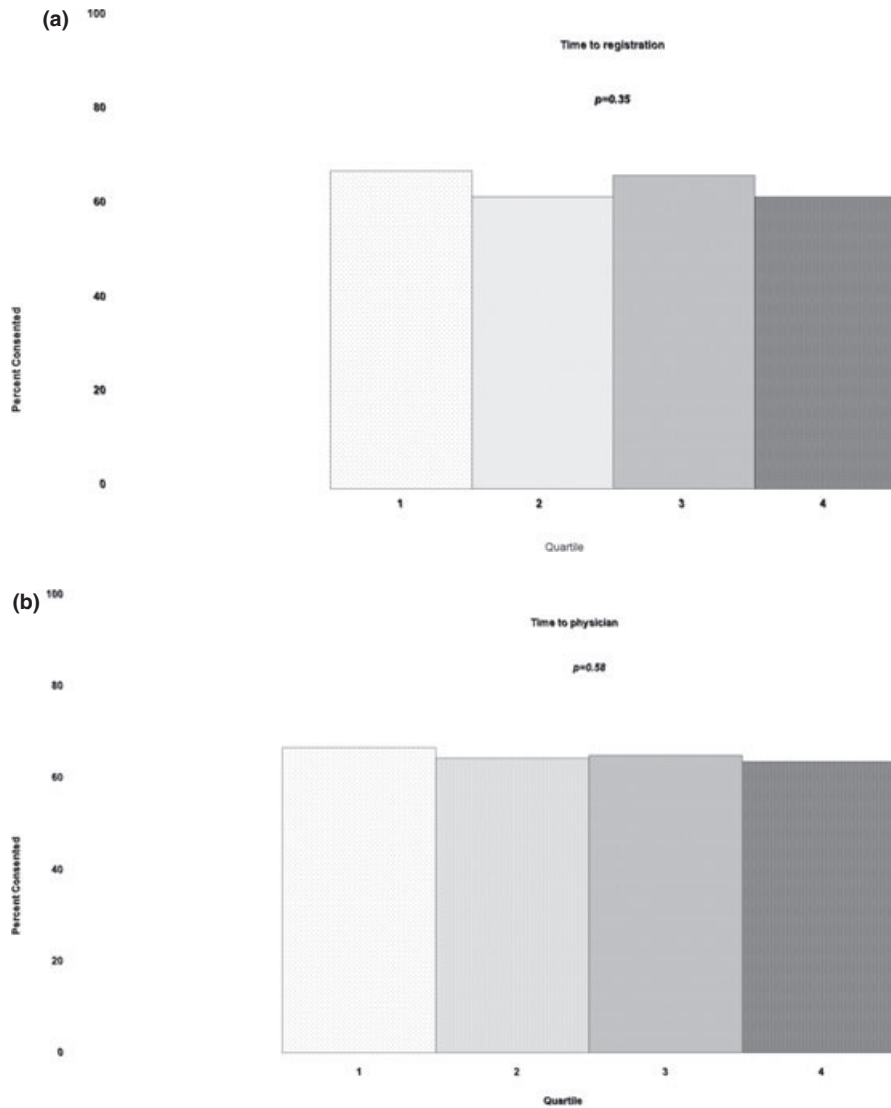 (a)
100
Time to registration
p=0.35
80
60
40
20
0
Percent Consented
1 2 3 4
Quartile
(b)
100
Time to physician
p=0.58
80
60
40
20
0
Percent Consented
1 2 3 4
Quartile